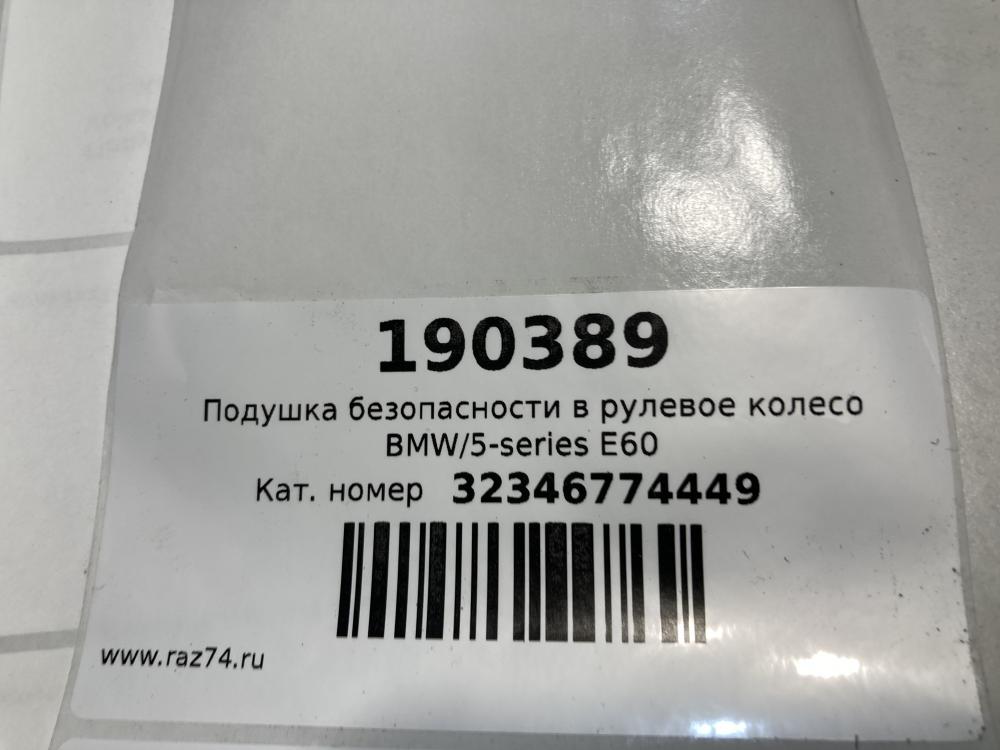 190389
Подушка безопасности в рулевое колесо
BMW/5-series E60
Кат. номер 32346774449
www.raz74.ru